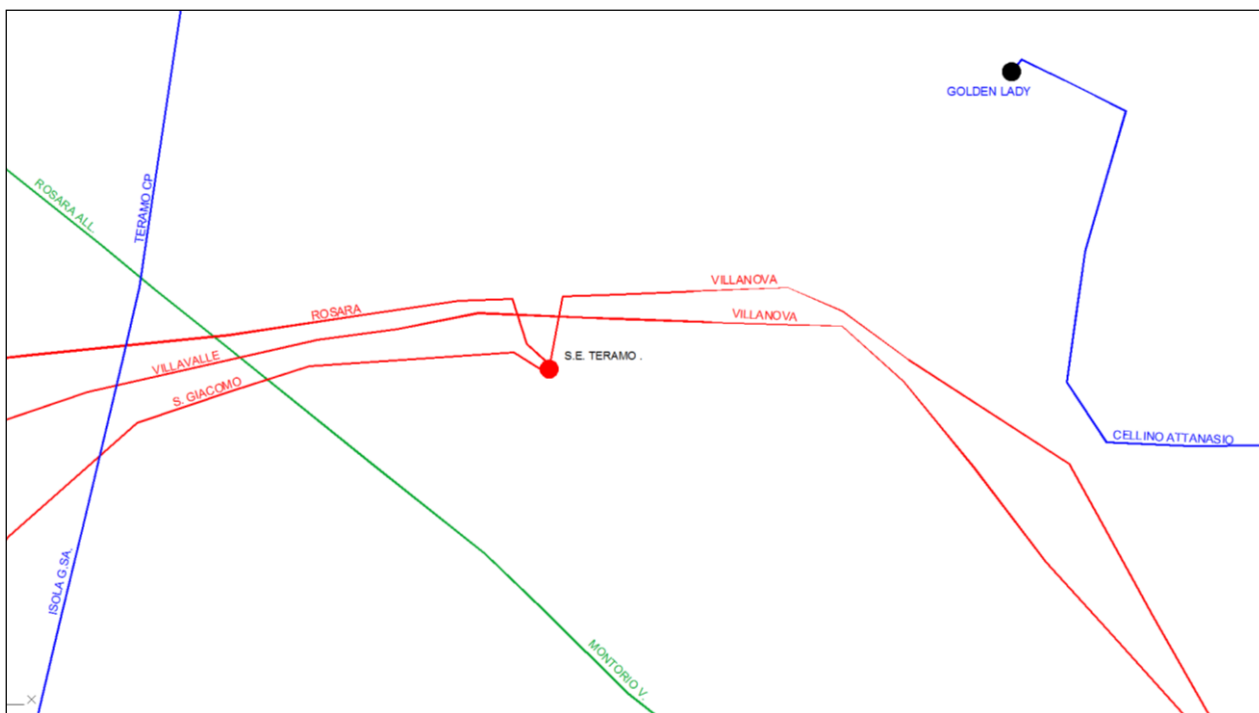 GOLDEN LADY
ROSARA ALL.
TERAMO CP
VILLANOVA
ROSARA
VILLANOVA
VILLAVALLE
S.E. TERAMO .
S. GIACOMO
CELLINO ATTANASIO
ISOLA G.SA.
MONTORIO V.
X